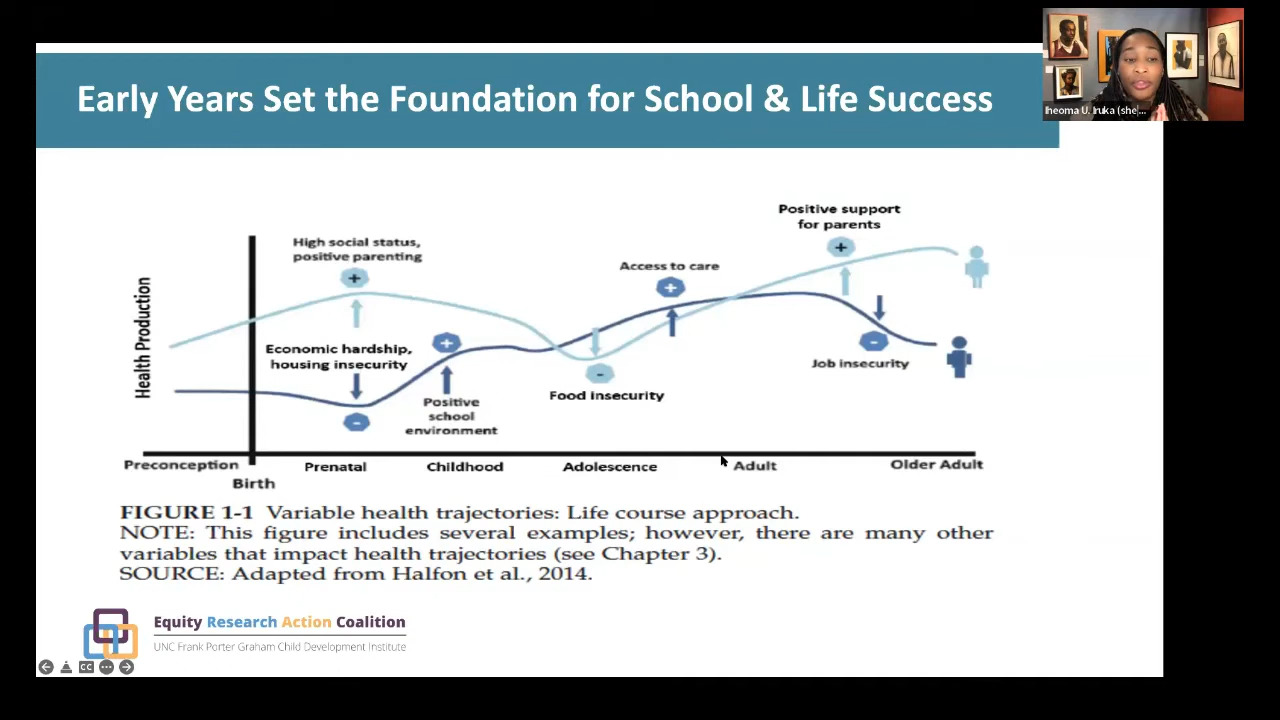 Early Years Set the Foundation for School & Life Success
Iheoma U. Iruka (she...
Positive support
for parents
+
High social status,
positive parenting
+
Access to care
+
Health Production
Economic hardship,
housing insecurity
-
+
Positive
school
environment
-
Food insecurity
-
Job insecurity
Preconception
Birth
Prenatal
Childhood
Adolescence
Adult
Older Adult
FIGURE 1-1 Variable health trajectories: Life course approach.
NOTE: This figure includes several examples; however, there are many other
variables that impact health trajectories (see Chapter 3).
SOURCE: Adapted from Halfon et al., 2014.
Equity Research Action Coalition
UNC Frank Porter Graham Child Development Institute
CC